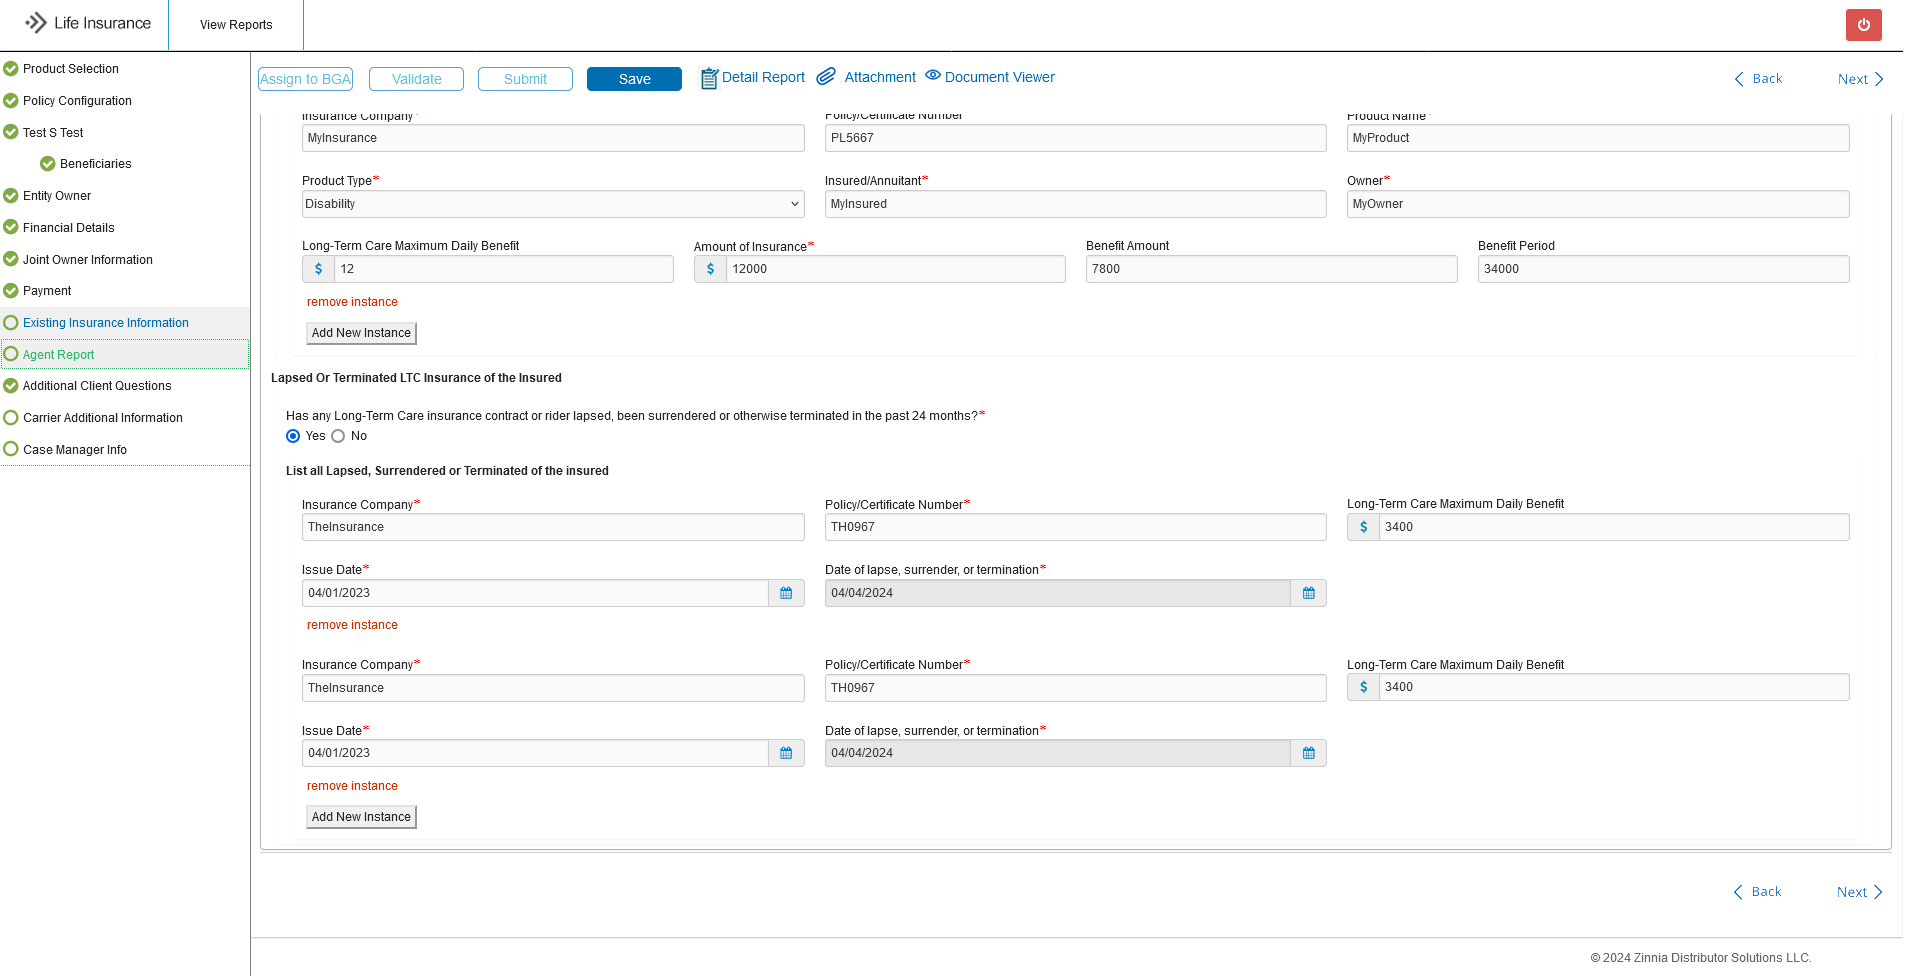 Life Insurance
View Reports
Product Selection
Policy Configuration
Test S Test
Beneficiaries
Entity Owner
Financial Details
Joint Owner Information
Payment
Existing Insurance Information
Agent Report
Additional Client Questions
Carrier Additional Information
Case Manager Info
Assign to BGA Validate Submit Save Detail Report Attachment Document Viewer Back Next
Insurance Company* Policy/Certificate Number Product Name*
MyInsurance PL5667 MyProduct
Product Type* Insured/Annuitant* Owner*
Disability MyInsured MyOwner
Long-Term Care Maximum Daily Benefit Amount of Insurance* Benefit Amount Benefit Period
$ 12 $ 12000 7800 34000
remove instance
Add New Instance
Lapsed Or Terminated LTC Insurance of the Insured
Has any Long-Term Care insurance contract or rider lapsed, been surrendered or otherwise terminated in the past 24 months?*
Yes No
List all Lapsed, Surrendered or Terminated of the insured
Insurance Company* Policy/Certificate Number* Long-Term Care Maximum Daily Benefit
TheInsurance TH0967 $ 3400
Issue Date* Date of lapse, surrender, or termination*
04/01/2023 04/04/2024
remove instance
Insurance Company* Policy/Certificate Number* Long-Term Care Maximum Daily Benefit
TheInsurance TH0967 $ 3400
Issue Date* Date of lapse, surrender, or termination*
04/01/2023 04/04/2024
remove instance
Add New Instance
Back Next
© 2024 Zinnia Distributor Solutions LLC.